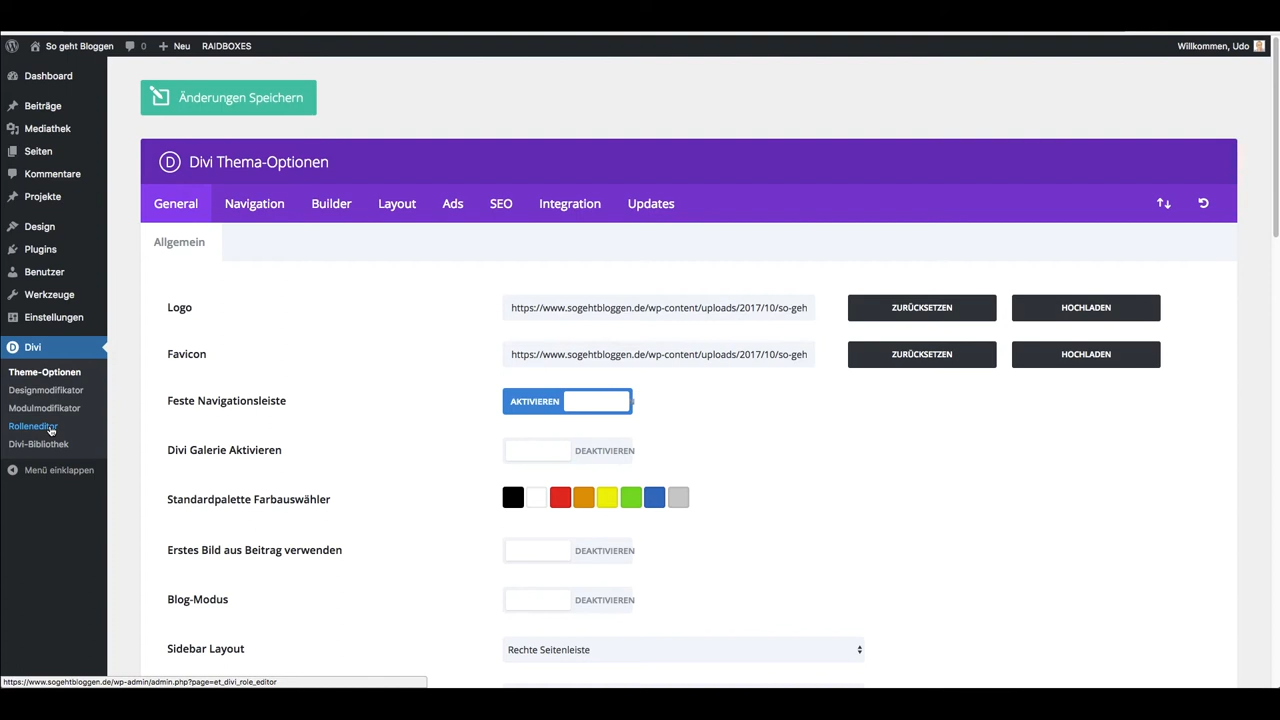 So geht Bloggen 0 Neu RAIDBOXES Willkommen, Udo
Dashboard
Beiträge
Mediathek
Seiten
Kommentare
Projekte
Design
Plugins
Benutzer
Werkzeuge
Einstellungen
Divi
Theme-Optionen
Designmodifikator
Modulmodifikator
Rolleneditor
Divi-Bibliothek
Menü einklappen
Änderungen Speichern
D Divi Thema-Optionen
General Navigation Builder Layout Ads SEO Integration Updates
Allgemein
Logo https://www.sogehtbloggen.de/wp-content/uploads/2017/10/so-geh ZURÜCKSETZEN HOCHLADEN
Favicon https://www.sogehtbloggen.de/wp-content/uploads/2017/10/so-geh ZURÜCKSETZEN HOCHLADEN
Feste Navigationsleiste AKTIVIEREN
Divi Galerie Aktivieren DEAKTIVIEREN
Standardpalette Farbauswähler
Erstes Bild aus Beitrag verwenden DEAKTIVIEREN
Blog-Modus DEAKTIVIEREN
Sidebar Layout Rechte Seitenleiste
https://www.sogehtbloggen.de/wp-admin/admin.php?page=et_divi_role_editor